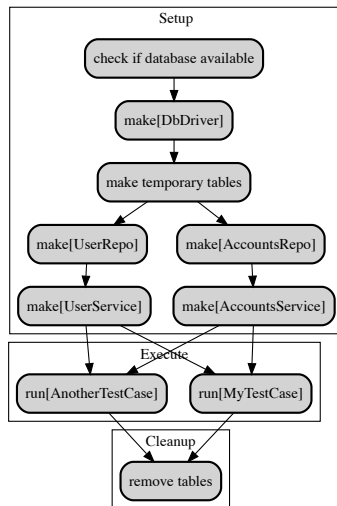 Setup
check if database available
make[DbDriver]
make temporary tables
make[UserRepo]
make[AccountsRepo]
make[UserService]
make[AccountsService]
Execute
run[AnotherTestCase]
run[MyTestCase]
Cleanup
remove tables